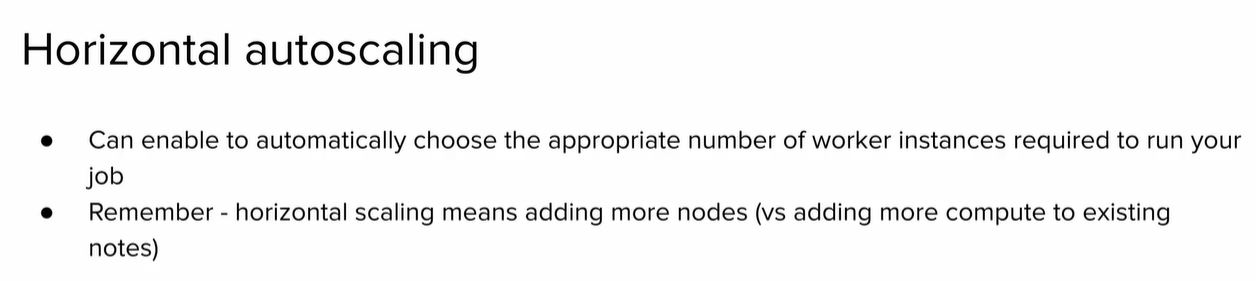 Horizontal autoscaling
● Can enable to automatically choose the appropriate number of worker instances required to run your
job
● Remember - horizontal scaling means adding more nodes (vs adding more compute to existing
notes)